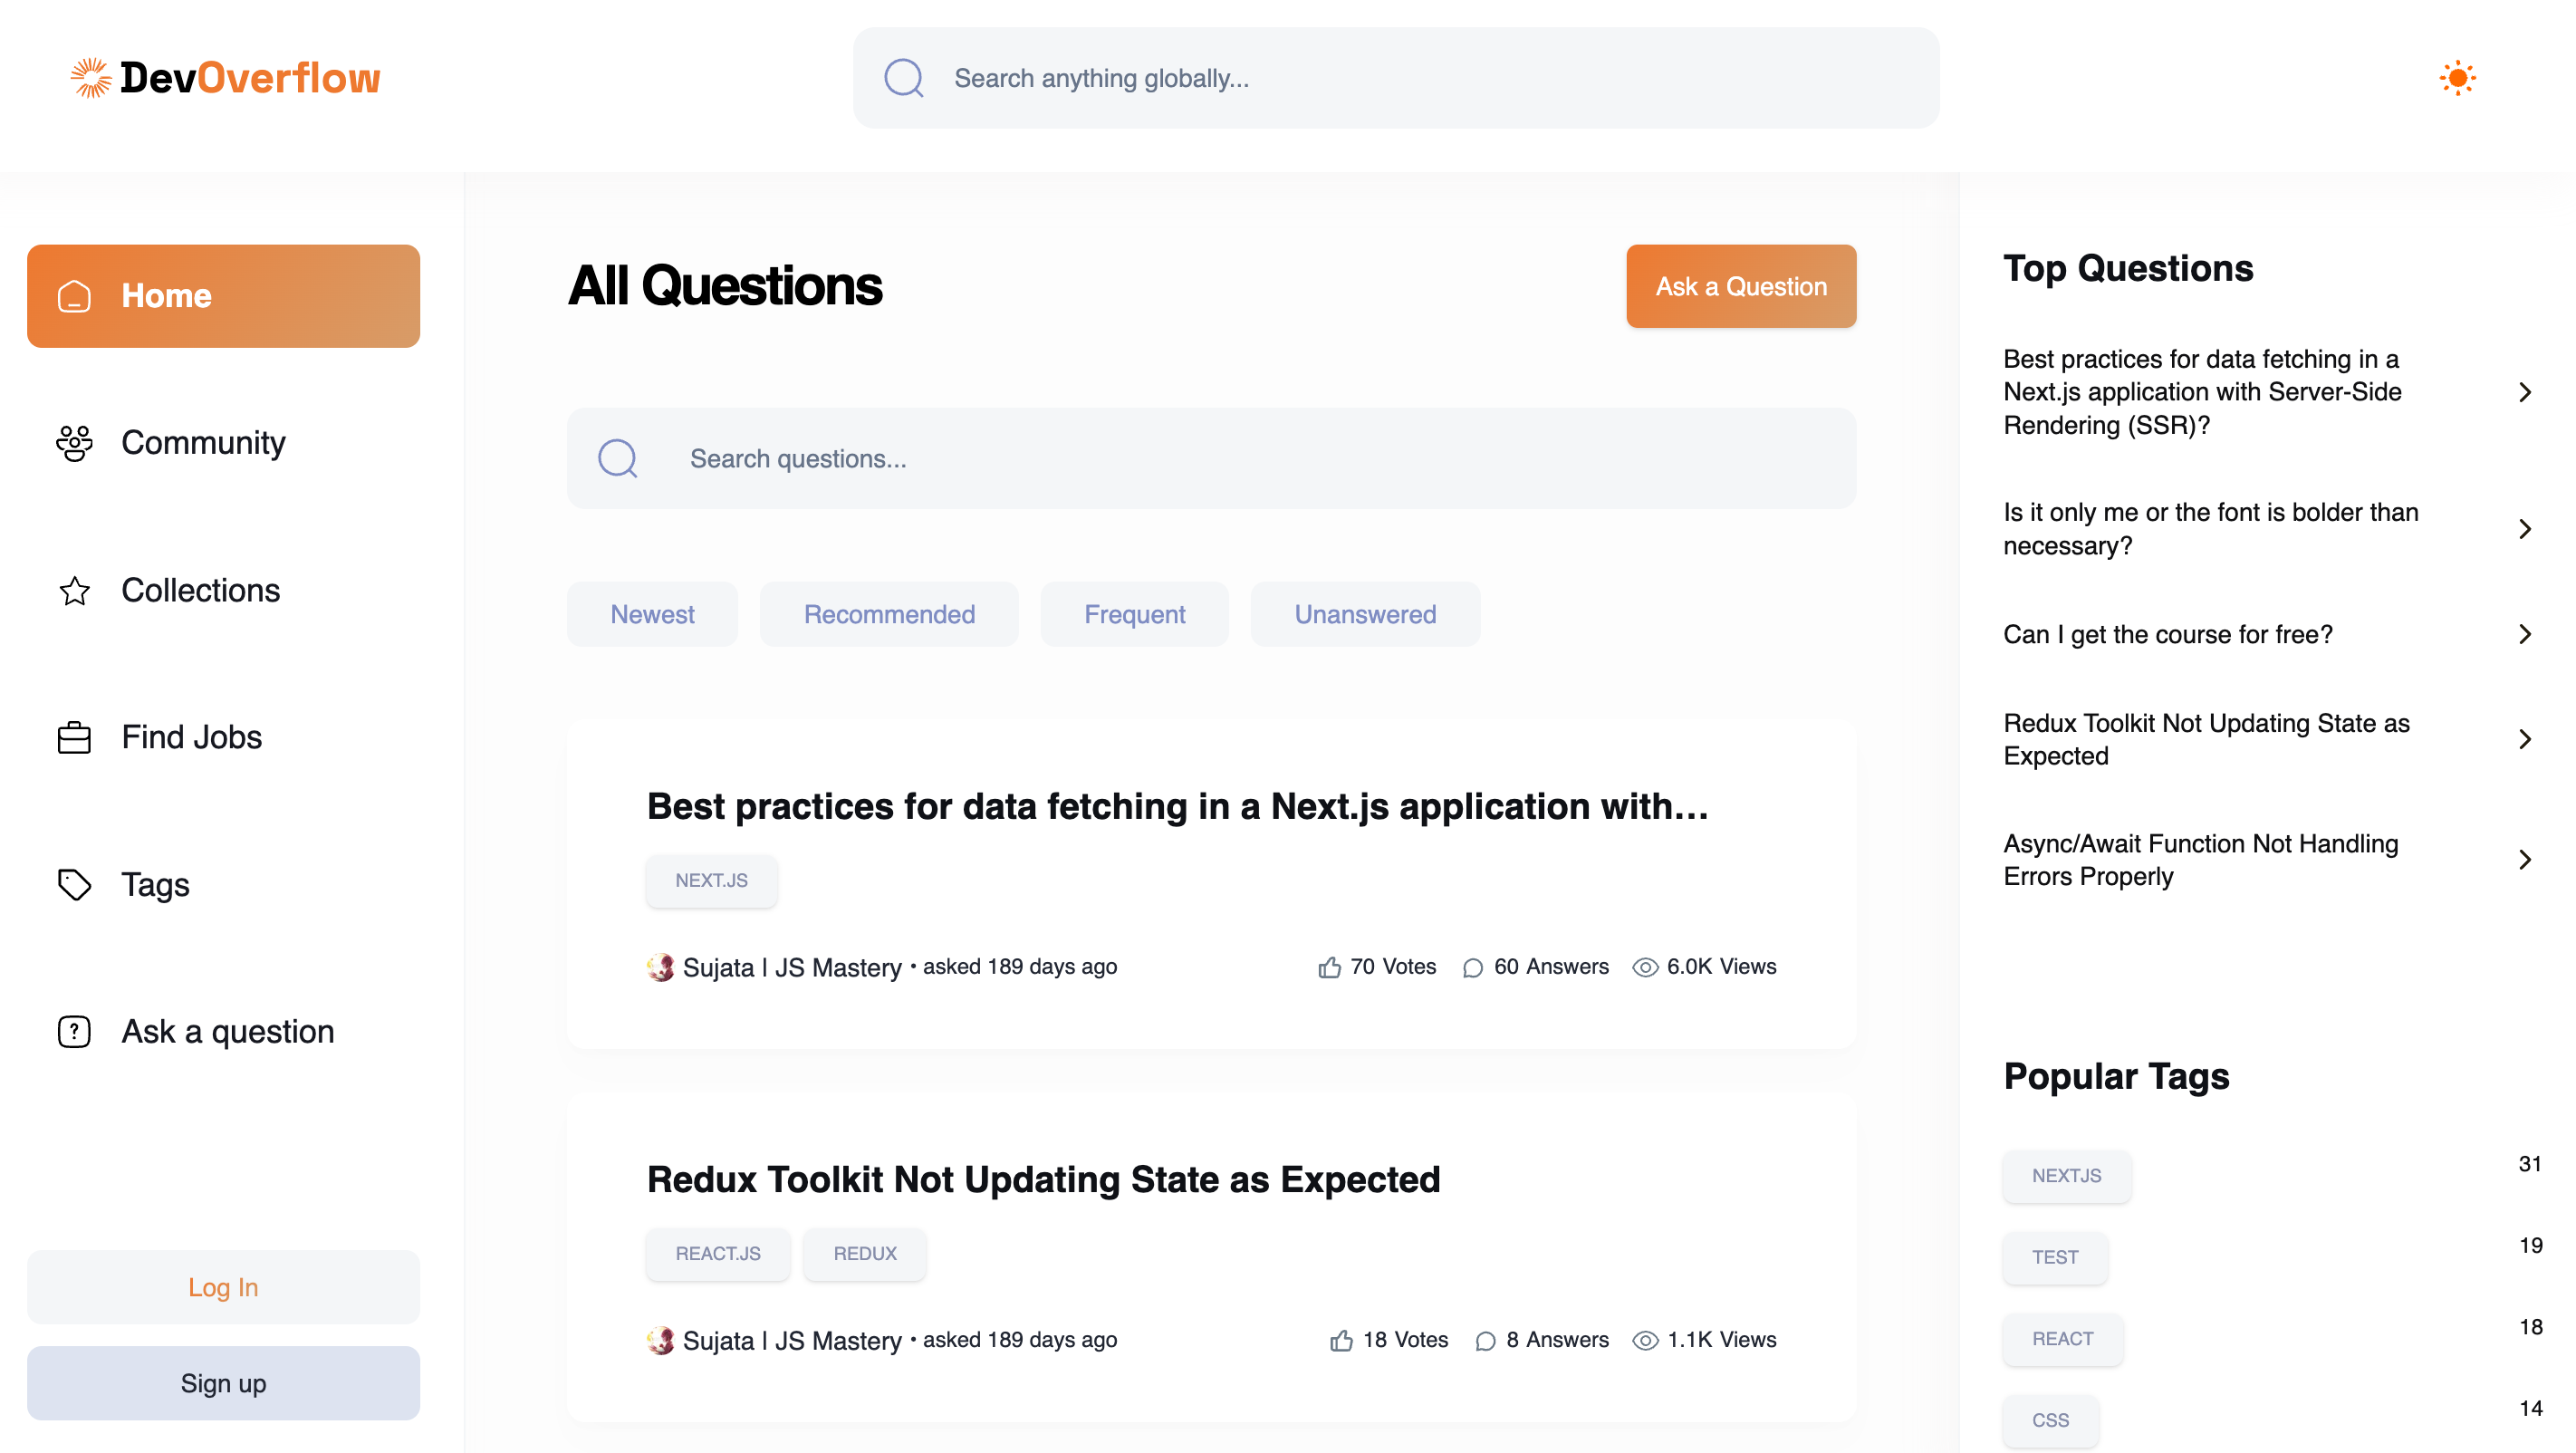 DevOverflow
Search anything globally...
Home
Community
Collections
Find Jobs
Tags
Ask a question
Log In
Sign up
All Questions
Ask a Question
Search questions...
Newest
Recommended
Frequent
Unanswered
Best practices for data fetching in a Next.js application with...
NEXT.JS
Sujata | JS Mastery • asked 189 days ago
70 Votes
60 Answers
6.0K Views
Redux Toolkit Not Updating State as Expected
REACT.JS
REDUX
Sujata | JS Mastery • asked 189 days ago
18 Votes
8 Answers
1.1K Views
Top Questions
Best practices for data fetching in a
Next.js application with Server-Side
Rendering (SSR)?
Is it only me or the font is bolder than
necessary?
Can I get the course for free?
Redux Toolkit Not Updating State as
Expected
Async/Await Function Not Handling
Errors Properly
Popular Tags
NEXTJS 31
TEST 19
REACT 18
CSS 14